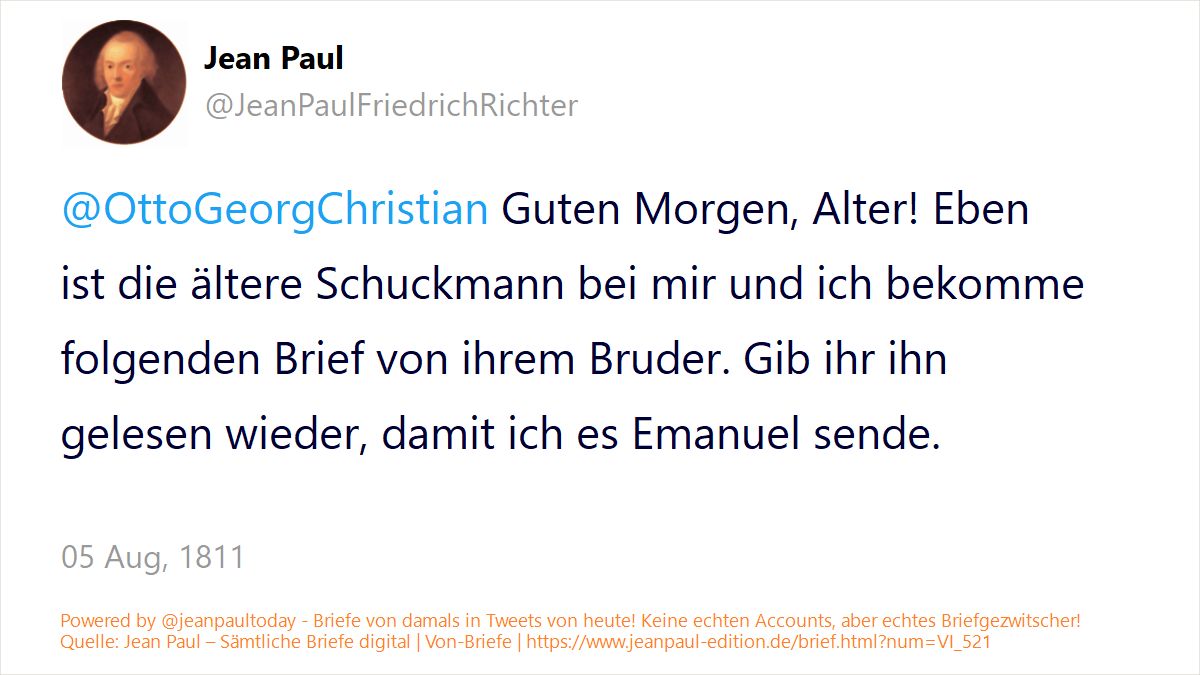 Jean Paul
@JeanPaulFriedrichRichter
@OttoGeorgChristian Guten Morgen, Alter! Eben
ist die ältere Schuckmann bei mir und ich bekomme
folgenden Brief von ihrem Bruder. Gib ihr ihn
gelesen wieder, damit ich es Emanuel sende.
05 Aug, 1811
Powered by @jeanpaultoday - Briefe von damals in Tweets von heute! Keine echten Accounts, aber echtes Briefgezwitscher!
Quelle: Jean Paul – Sämtliche Briefe digital | Von-Briefe | https://www.jeanpaul-edition.de/brief.html?num=VI_521